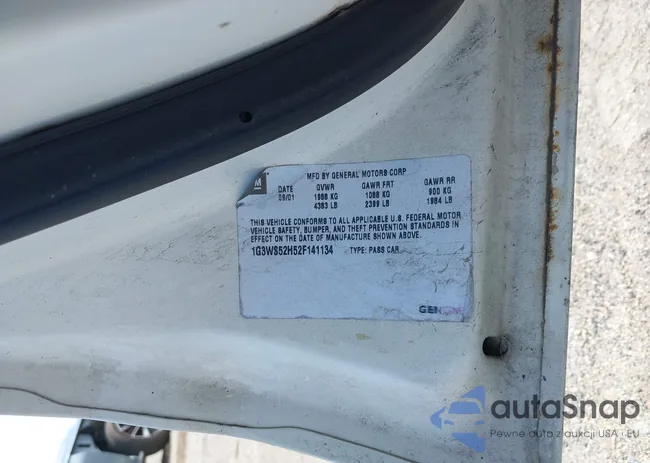 M
MFD BY GENERAL MOTORS CORP
DATE GVWR GAWR FRT GAWR RR
09/01 1988 KG 1088 KG 900 KG
4383 LB 2399 LB 1984 LB
THIS VEHICLE CONFORMS TO ALL APPLICABLE U.S. FEDERAL MOTOR
VEHICLE SAFETY, BUMPER, AND THEFT PREVENTION STANDARDS IN
EFFECT ON THE DATE OF MANUFACTURE SHOWN ABOVE.
1G3WS52H52F141134 TYPE: PASS CAR
autaSnap
Pewne auta z aukcji USA i EU